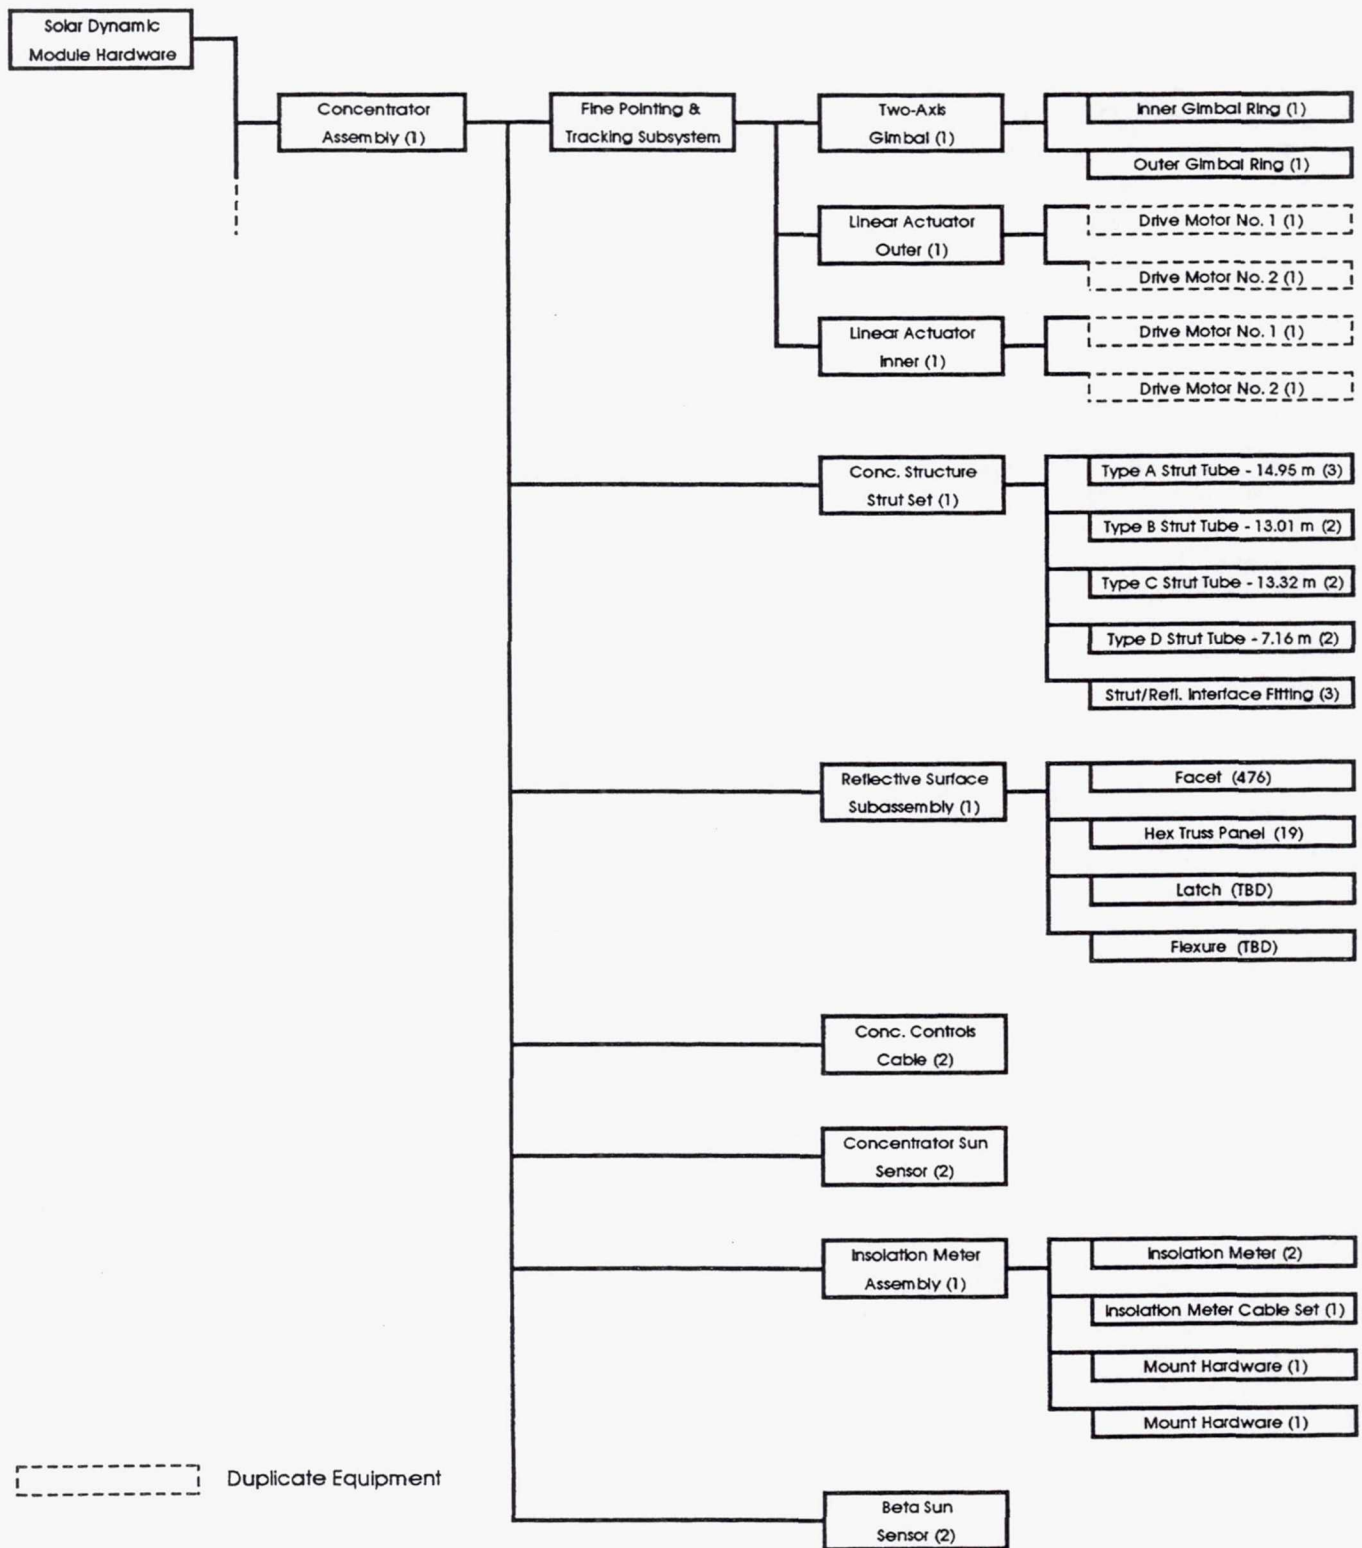 Solar Dynamic
Module Hardware
Concentrator
Assembly (1)
Fine Pointing &
Tracking Subsystem
Two-Axis
Gimbal (1)
Inner Gimbal Ring (1)
Outer Gimbal Ring (1)
Linear Actuator
Outer (1)
Drive Motor No. 1 (1)
Drive Motor No. 2 (1)
Linear Actuator
Inner (1)
Drive Motor No. 1 (1)
Drive Motor No. 2 (1)
Conc. Structure
Strut Set (1)
Type A Strut Tube - 14.95 m (3)
Type B Strut Tube - 13.01 m (2)
Type C Strut Tube - 13.32 m (2)
Type D Strut Tube - 7.16 m (2)
Strut/Refl. Interface Fitting (3)
Reflective Surface
Subassembly (1)
Facet (476)
Hex Truss Panel (19)
Latch (TBD)
Flexure (TBD)
Conc. Controls
Cable (2)
Concentrator Sun
Sensor (2)
Insolation Meter
Assembly (1)
Insolation Meter (2)
Insolation Meter Cable Set (1)
Mount Hardware (1)
Mount Hardware (1)
Duplicate Equipment
Beta Sun
Sensor (2)